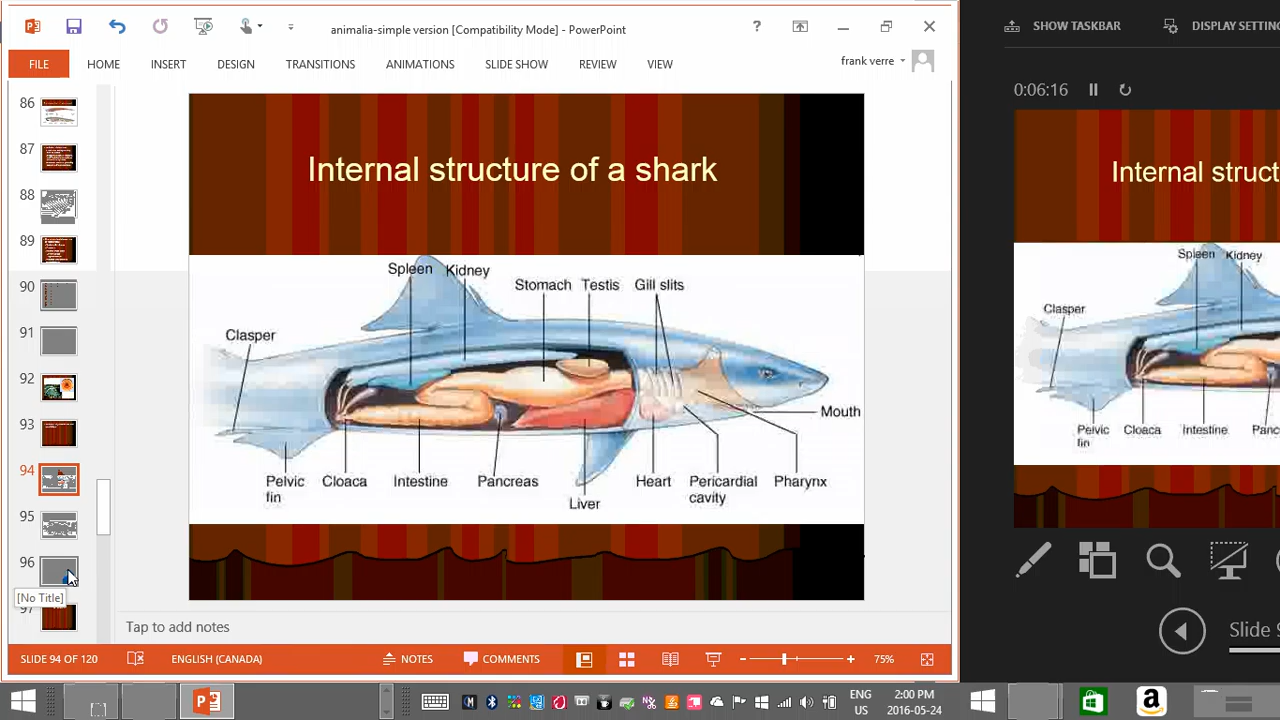 animalia-simple version [Compatibility Mode] - PowerPoint
?
FILE HOME INSERT DESIGN TRANSITIONS ANIMATIONS SLIDE SHOW REVIEW VIEW
frank verre
86
87
88
89
90
91
92
93
94
95
96
[No Title]
97
Internal structure of a shark
Spleen Kidney
Stomach Testis Gill slits
Clasper
Mouth
Pelvic fin
Cloaca
Intestine
Pancreas
Liver
Heart
Pericardial cavity
Pharynx
Tap to add notes
SLIDE 94 OF 120 ENGLISH (CANADA) NOTES COMMENTS 75%
ENG
US
2:00 PM
2016-05-24
SHOW TASKBAR DISPLAY SETTIN
0:06:16
Internal struct
Spleen Kidney
Clasper
Pelvic fin
Cloaca
Intestine
Panc
Slide 9